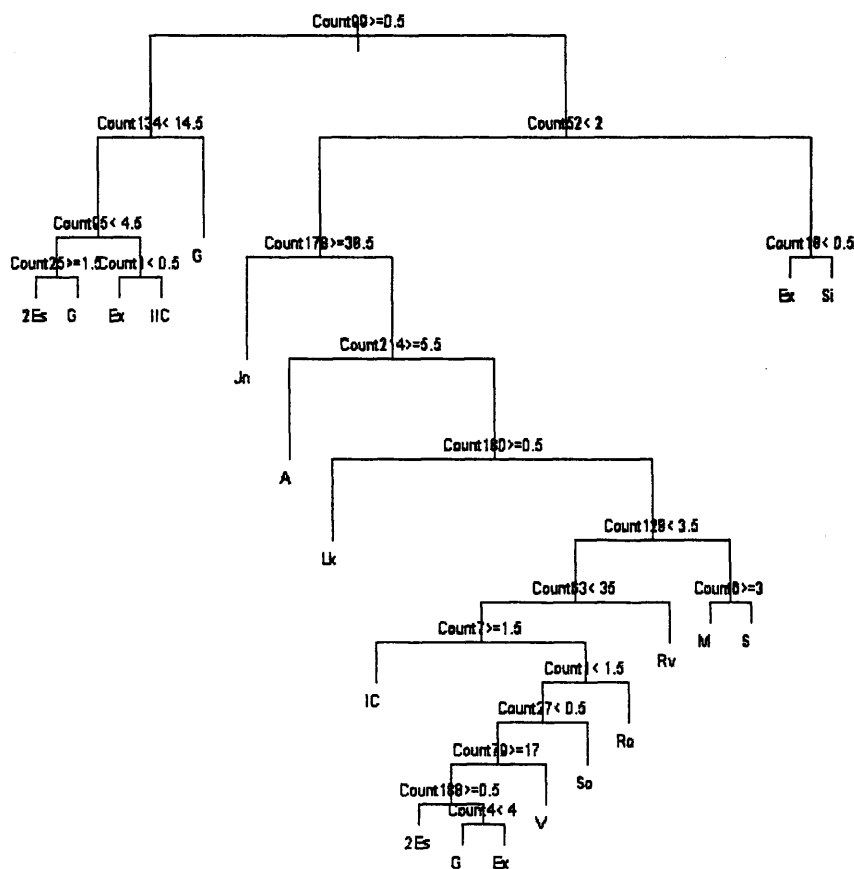 Count99>=0.5
Count134< 14.5
Count52< 2
Count95< 4.5
Count178>=38.5
Count18< 0.5
G
Count25>=1.5
Count1< 0.5
2Es
G
Ex
IIC
Ex
Si
Count214>=5.5
Jn
Count180>=0.5
A
Count128< 3.5
Lk
Count63< 35
Count6>=3
Count7>=1.5
Rv
M
S
Count1< 1.5
IC
Count27< 0.5
Ra
Count79>=17
So
Count188>=0.5
Count4< 4
V
2Es
G
Ex